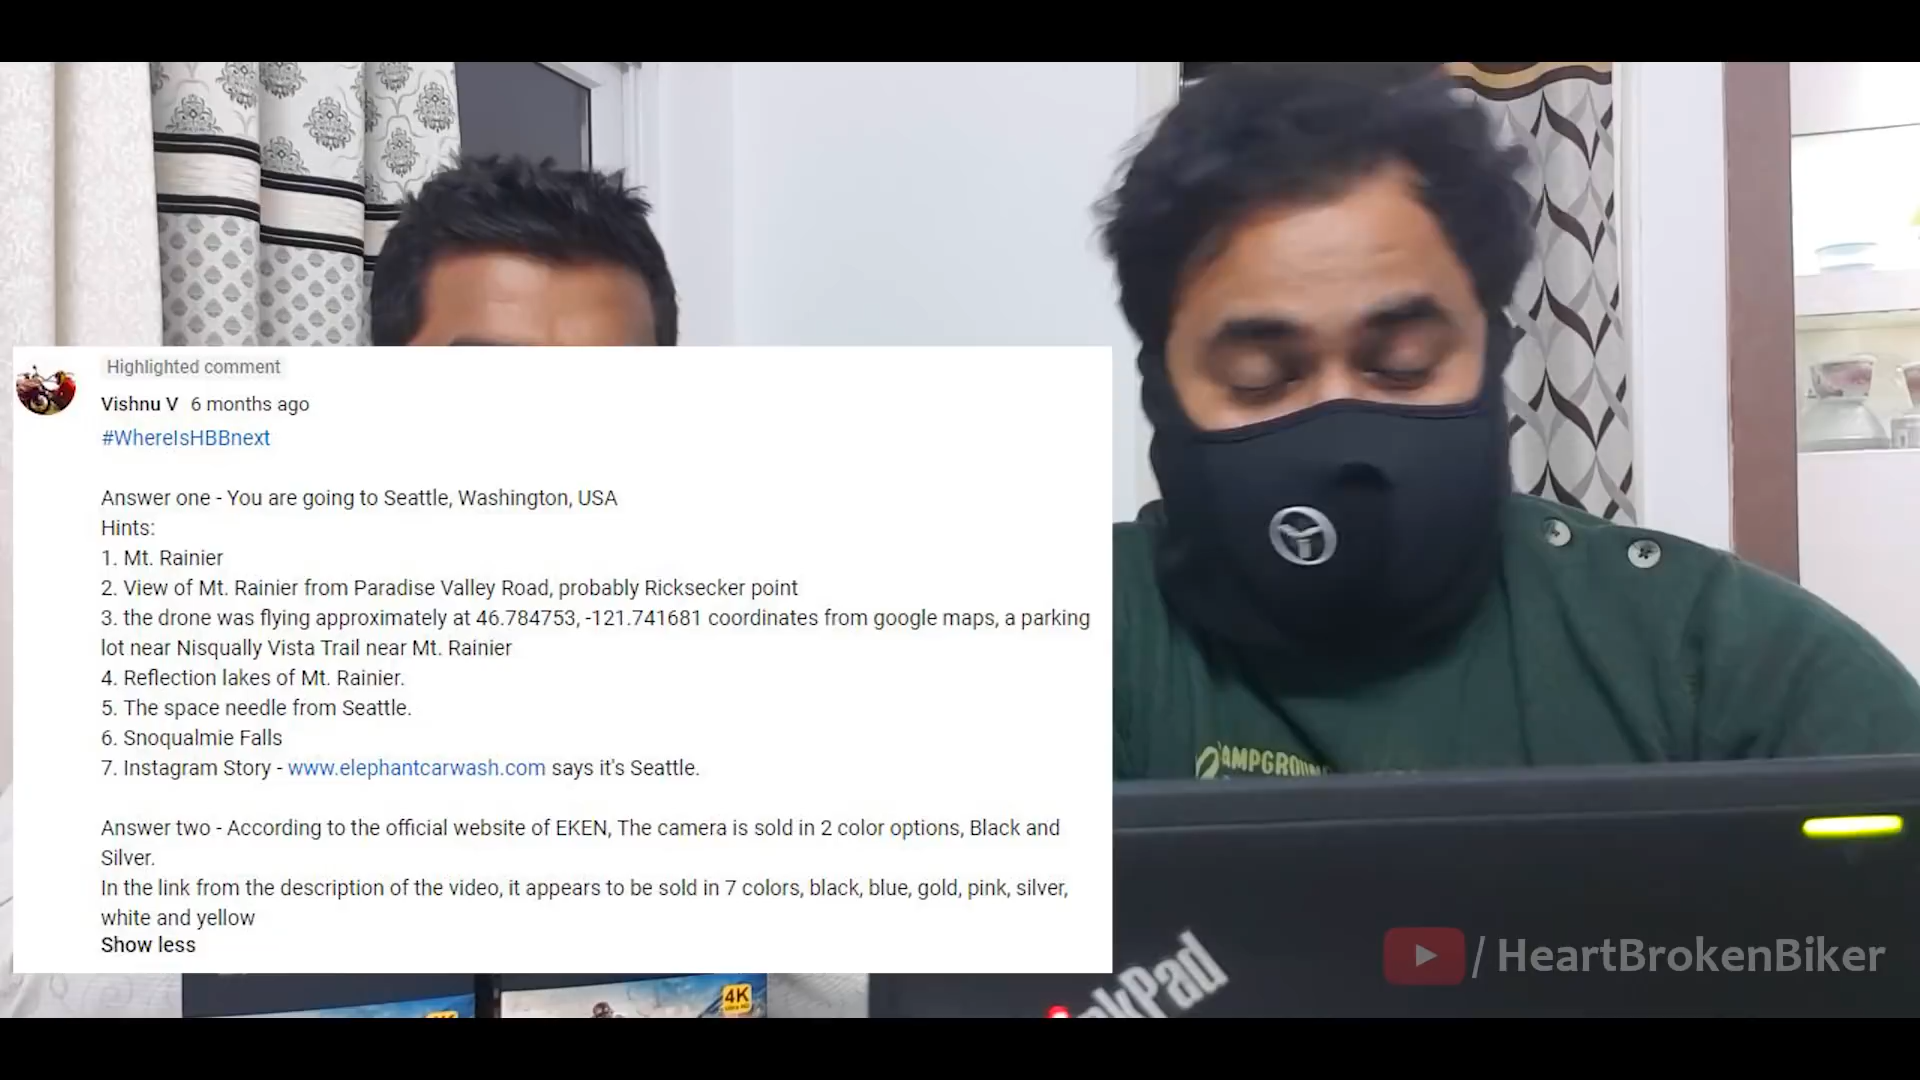 Highlighted comment
Vishnu V 6 months ago
#WhereIsHBBnext
Answer one - You are going to Seattle, Washington, USA
Hints:
1. Mt. Rainier
2. View of Mt. Rainier from Paradise Valley Road, probably Ricksecker point
3. the drone was flying approximately at 46.784753, -121.741681 coordinates from google maps, a parking
lot near Nisqually Vista Trail near Mt. Rainier
4. Reflection lakes of Mt. Rainier.
5. The space needle from Seattle.
6. Snoqualmie Falls
7. Instagram Story - www.elephantcarwash.com says it's Seattle.
Answer two - According to the official website of EKEN, The camera is sold in 2 color options, Black and
Silver.
In the link from the description of the video, it appears to be sold in 7 colors, black, blue, gold, pink, silver,
white and yellow
Show less
4K
/ HeartBrokenBiker